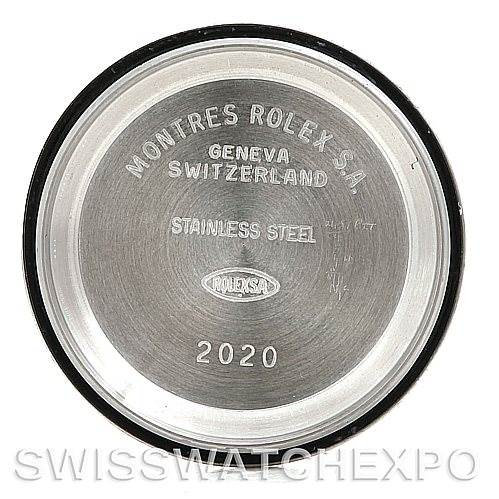 MONTRES ROLEX S.A.
GENEVA
SWITZERLAND
STAINLESS STEEL
ROLEXSA
2020
SWISSWATCHEXPO